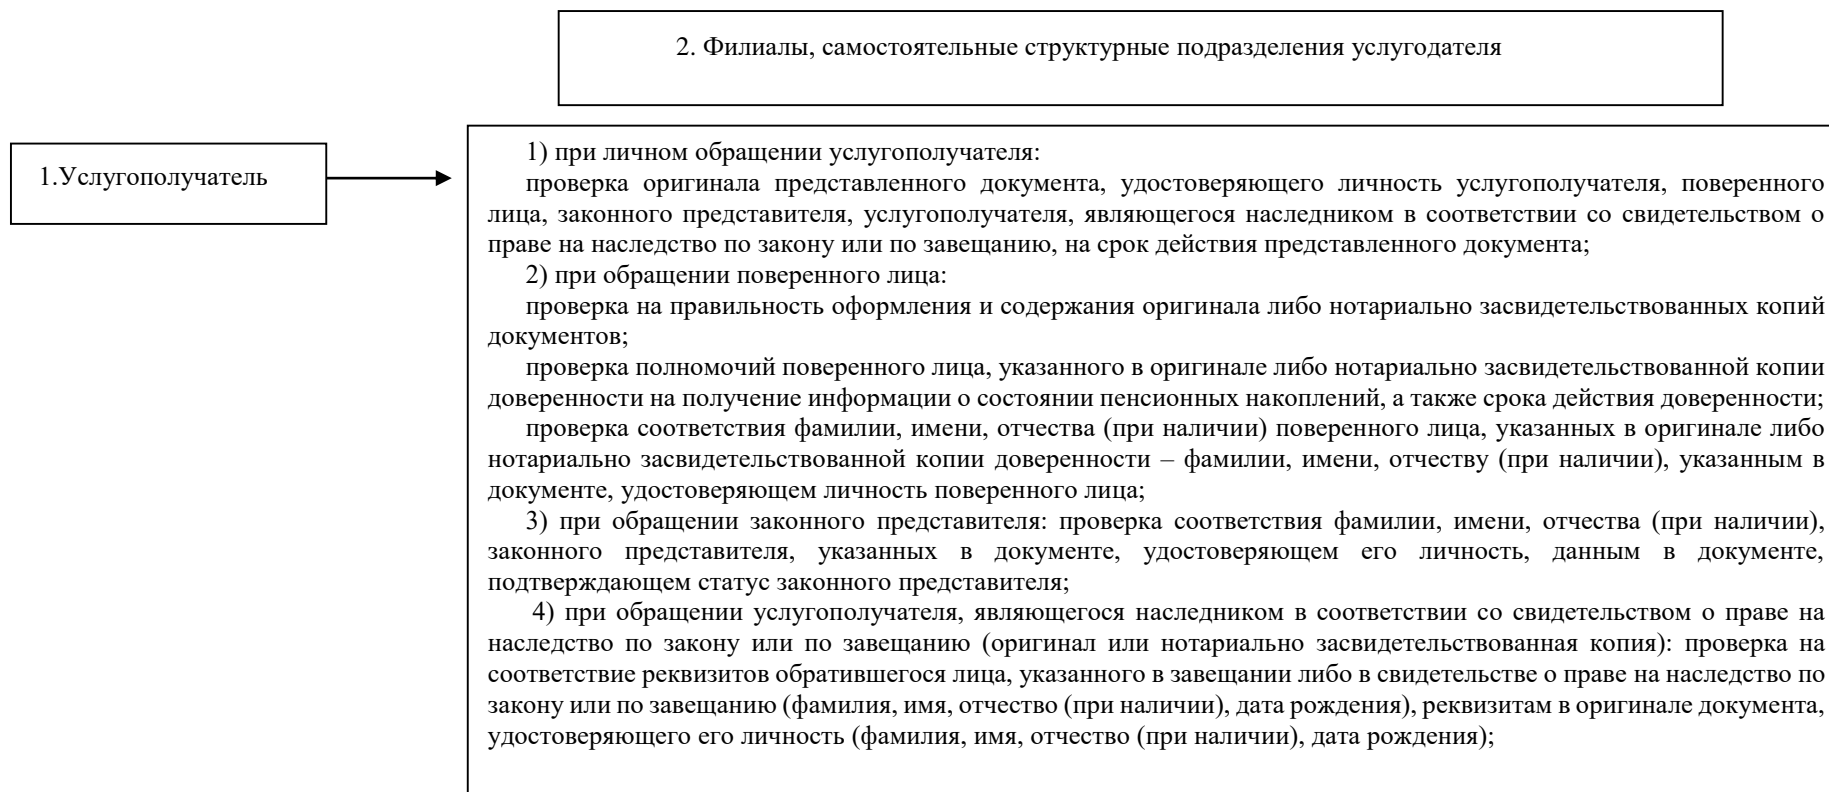 2. Филиалы, самостоятельные структурные подразделения услугодателя
1.Услугополучатель
1) при личном обращении услугополучателя:
проверка оригинала представленного документа, удостоверяющего личность услугополучателя, поверенного
лица, законного представителя, услугополучателя, являющегося наследником в соответствии со свидетельством о
праве на наследство по закону или по завещанию, на срок действия представленного документа;
2) при обращении поверенного лица:
проверка на правильность оформления и содержания оригинала либо нотариально засвидетельствованных копий
документов;
проверка полномочий поверенного лица, указанного в оригинале либо нотариально засвидетельствованной копии
доверенности на получение информации о состоянии пенсионных накоплений, а также срока действия доверенности;
проверка соответствия фамилии, имени, отчества (при наличии) поверенного лица, указанных в оригинале либо
нотариально засвидетельствованной копии доверенности – фамилии, имени, отчеству (при наличии), указанным в
документе, удостоверяющем личность поверенного лица;
3) при обращении законного представителя: проверка соответствия фамилии, имени, отчества (при наличии),
законного представителя, указанных в документе, удостоверяющем его личность, данным в документе,
подтверждающем статус законного представителя;
4) при обращении услугополучателя, являющегося наследником в соответствии со свидетельством о праве на
наследство по закону или по завещанию (оригинал или нотариально засвидетельствованная копия): проверка на
соответствие реквизитов обратившегося лица, указанного в завещании либо в свидетельстве о праве на наследство по
закону или по завещанию (фамилия, имя, отчество (при наличии), дата рождения), реквизитам в оригинале документа,
удостоверяющего его личность (фамилия, имя, отчество (при наличии), дата рождения);